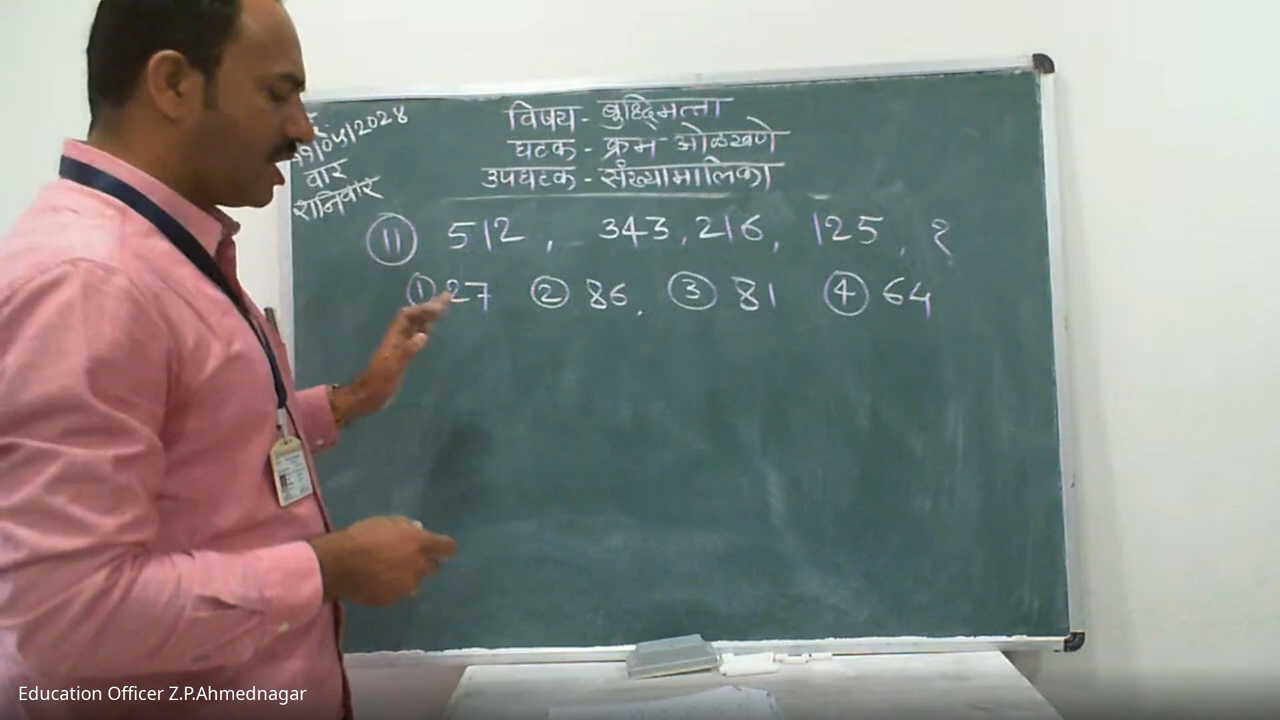 विषय - बुध्दिमत्ता
घटक - क्रम ओळखणे
उपघटक - संख्यामालिका
वार
शनिवार
11 512, 343, 216, 125, ?
1 27 2 86, 3 81 4 64
Education Officer Z.P.Ahmednagar